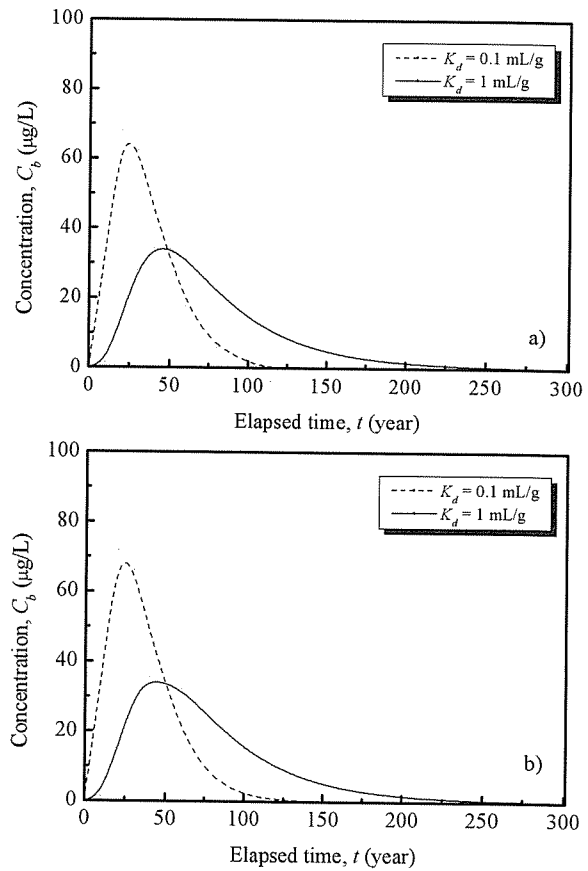 100
80
60
40
20
0
Concentration, C_b (µg/L)
K_d = 0.1 mL/g
K_d = 1 mL/g
a)
0 50 100 150 200 250 300
Elapsed time, t (year)
100
80
60
40
20
0
Concentration, C_b (µg/L)
K_d = 0.1 mL/g
K_d = 1 mL/g
b)
0 50 100 150 200 250 300
Elapsed time, t (year)